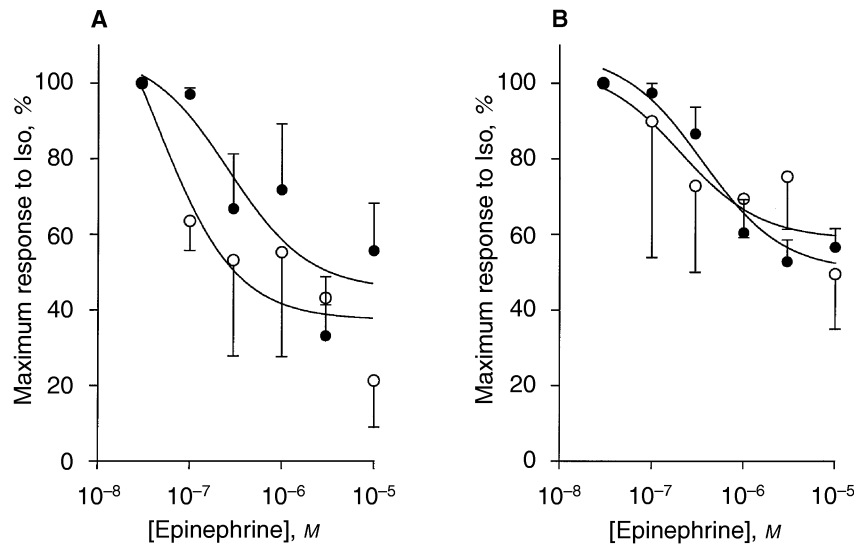 A
Maximum response to Iso, %
100
80
60
40
20
0
10⁻⁸ 10⁻⁷ 10⁻⁶ 10⁻⁵
[Epinephrine], M
B
Maximum response to Iso, %
100
80
60
40
20
0
10⁻⁸ 10⁻⁷ 10⁻⁶ 10⁻⁵
[Epinephrine], M